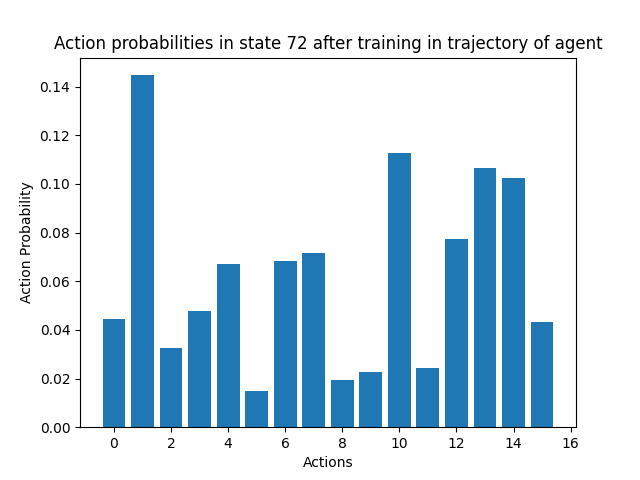 Action probabilities in state 72 after training in trajectory of agent
0.14
0.12
0.10
0.08
0.06
0.04
0.02
0.00
Action Probability
0 2 4 6 8 10 12 14 16
Actions